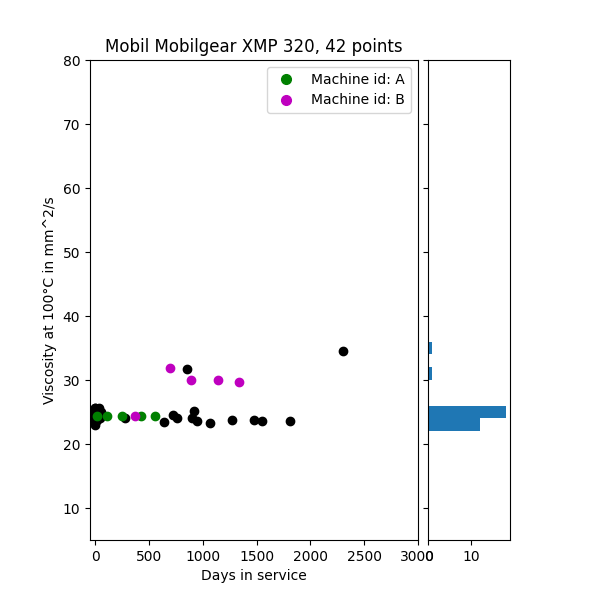 Mobil Mobilgear XMP 320, 42 points
Machine id: A
Machine id: B
Viscosity at 100°C in mm^2/s
80
70
60
50
40
30
20
10
0 500 1000 1500 2000 2500 3000
0 10
Days in service